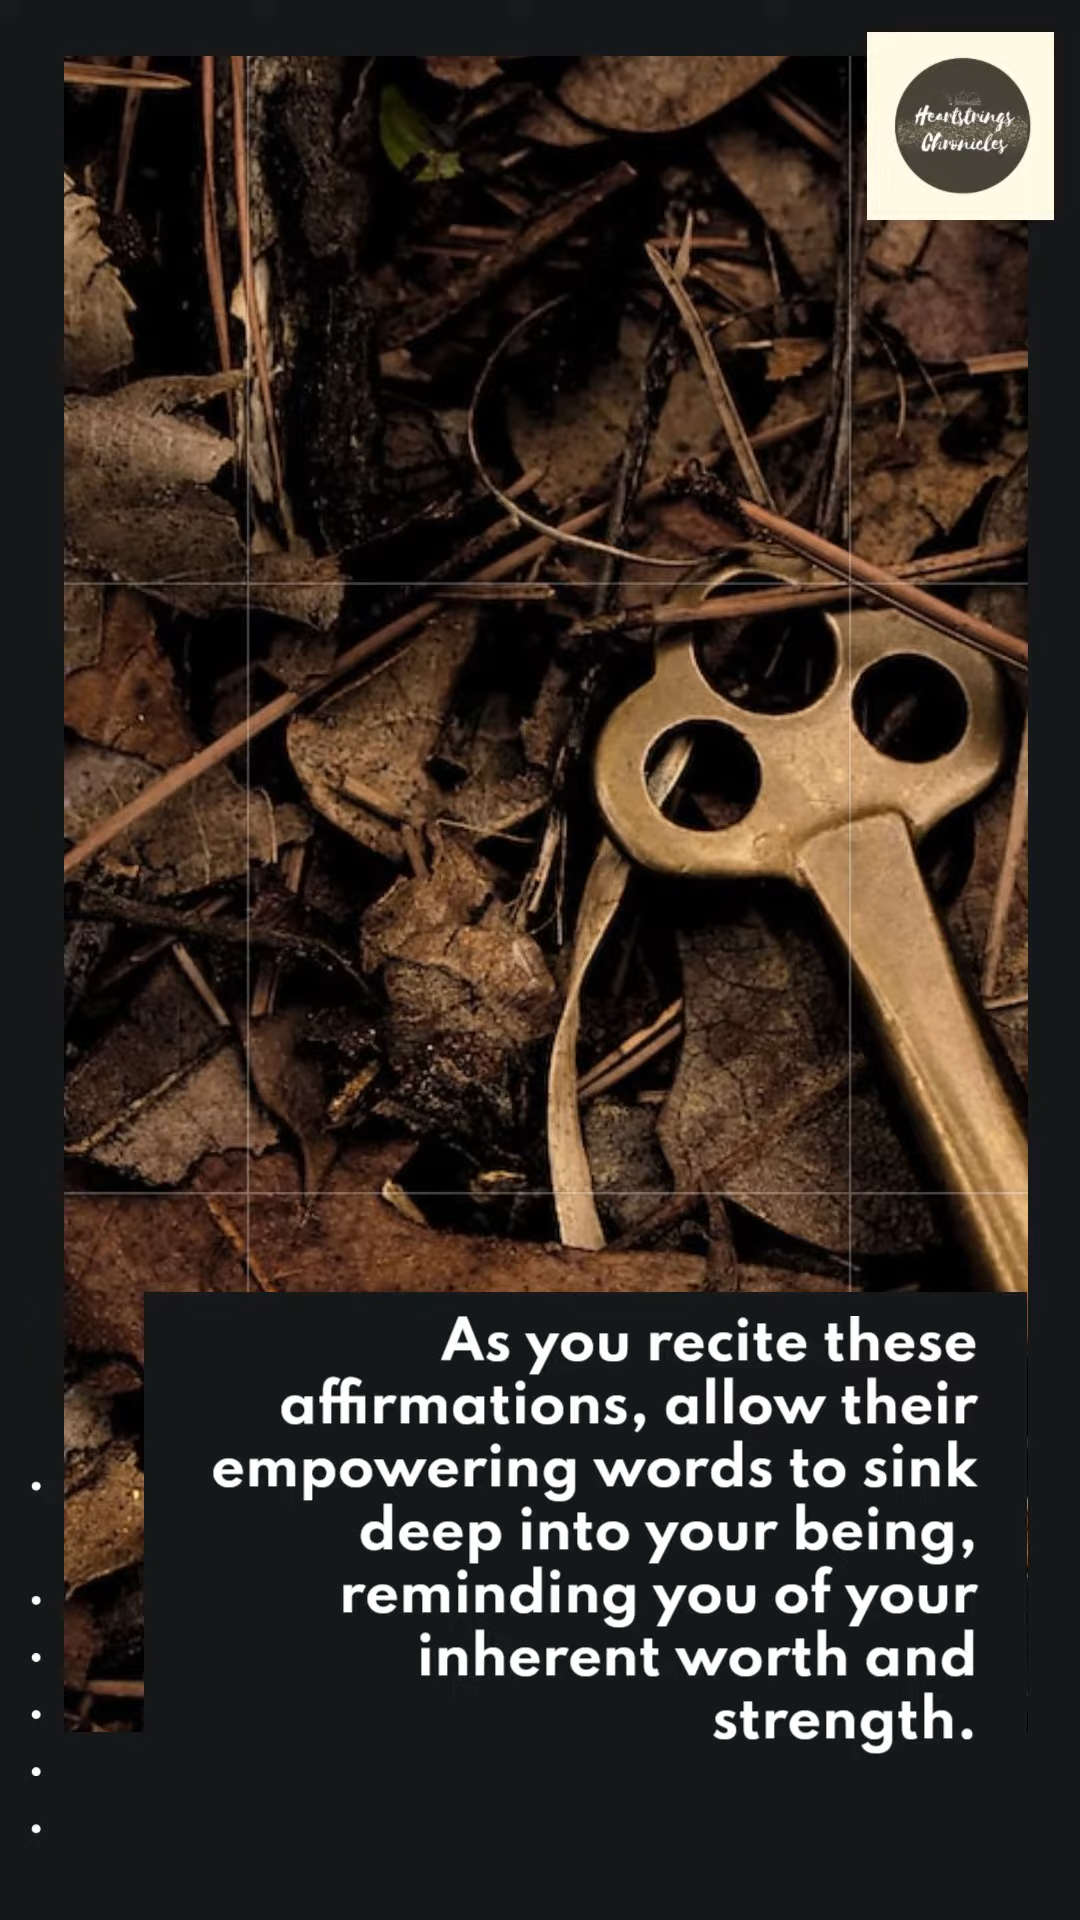 Heartstrings
Chronicles
As you recite these
affirmations, allow their
empowering words to sink
deep into your being,
reminding you of your
inherent worth and
strength.